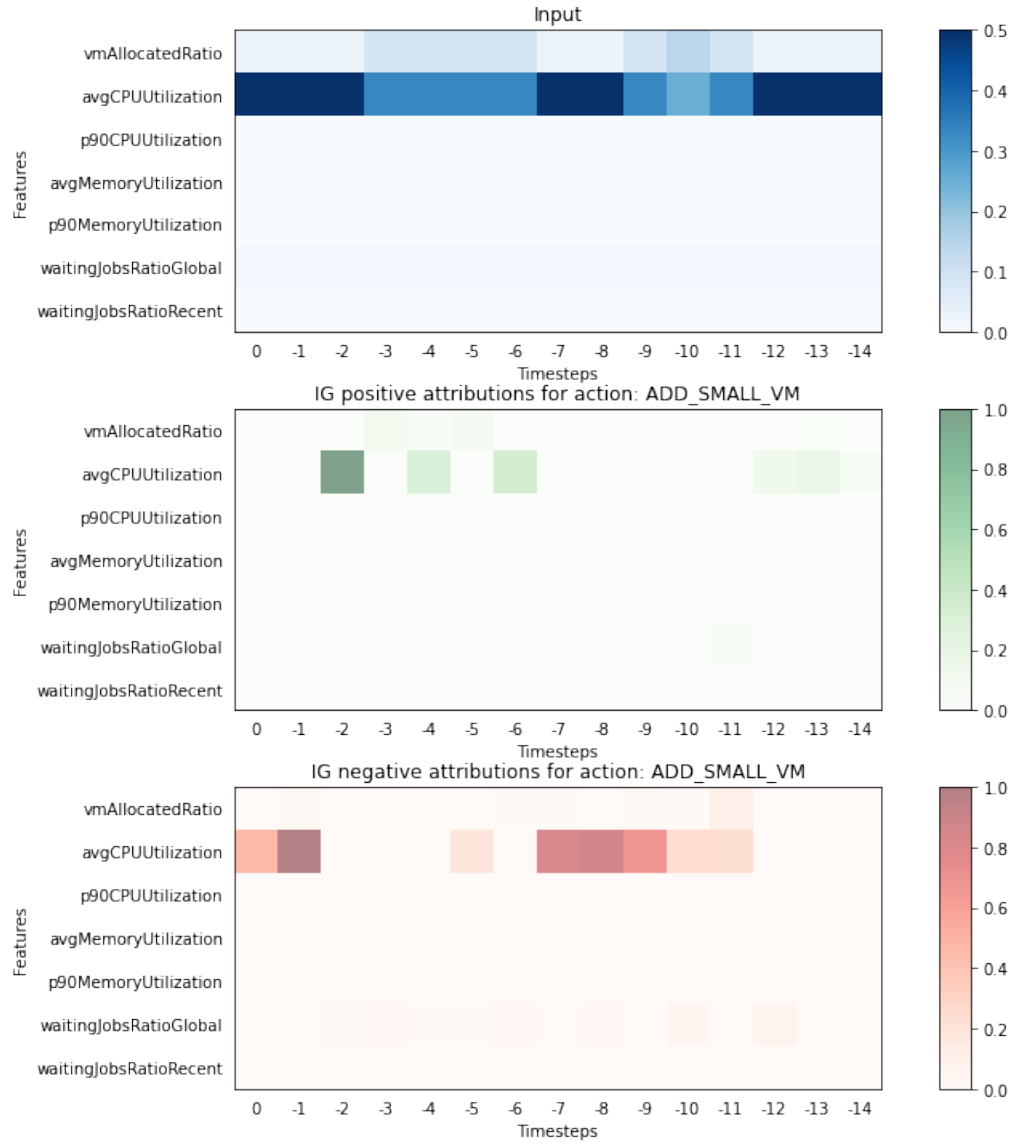 Input
Features
vmAllocatedRatio
avgCPUUtilization
p90CPUUtilization
avgMemoryUtilization
p90MemoryUtilization
waitingJobsRatioGlobal
waitingJobsRatioRecent
0 -1 -2 -3 -4 -5 -6 -7 -8 -9 -10 -11 -12 -13 -14
Timesteps
0.5
0.4
0.3
0.2
0.1
0.0
IG positive attributions for action: ADD_SMALL_VM
Features
vmAllocatedRatio
avgCPUUtilization
p90CPUUtilization
avgMemoryUtilization
p90MemoryUtilization
waitingJobsRatioGlobal
waitingJobsRatioRecent
0 -1 -2 -3 -4 -5 -6 -7 -8 -9 -10 -11 -12 -13 -14
Timesteps
1.0
0.8
0.6
0.4
0.2
0.0
IG negative attributions for action: ADD_SMALL_VM
Features
vmAllocatedRatio
avgCPUUtilization
p90CPUUtilization
avgMemoryUtilization
p90MemoryUtilization
waitingJobsRatioGlobal
waitingJobsRatioRecent
0 -1 -2 -3 -4 -5 -6 -7 -8 -9 -10 -11 -12 -13 -14
Timesteps
1.0
0.8
0.6
0.4
0.2
0.0